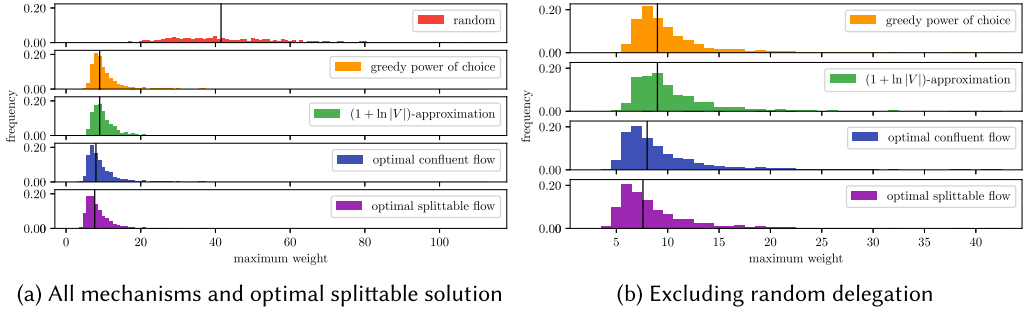 0.20
random
0.00
0.20
greedy power of choice
0.00
0.20
(1 + ln |V|)-approximation
0.00
frequency
0.20
optimal confluent flow
0.00
0.20
optimal splittable flow
0.00
0 20 40 60 80 100
maximum weight
(a) All mechanisms and optimal splittable solution
0.20
greedy power of choice
0.00
0.20
(1 + ln |V|)-approximation
0.00
frequency
0.20
optimal confluent flow
0.00
0.20
optimal splittable flow
0.00
5 10 15 20 25 30 35 40
maximum weight
(b) Excluding random delegation